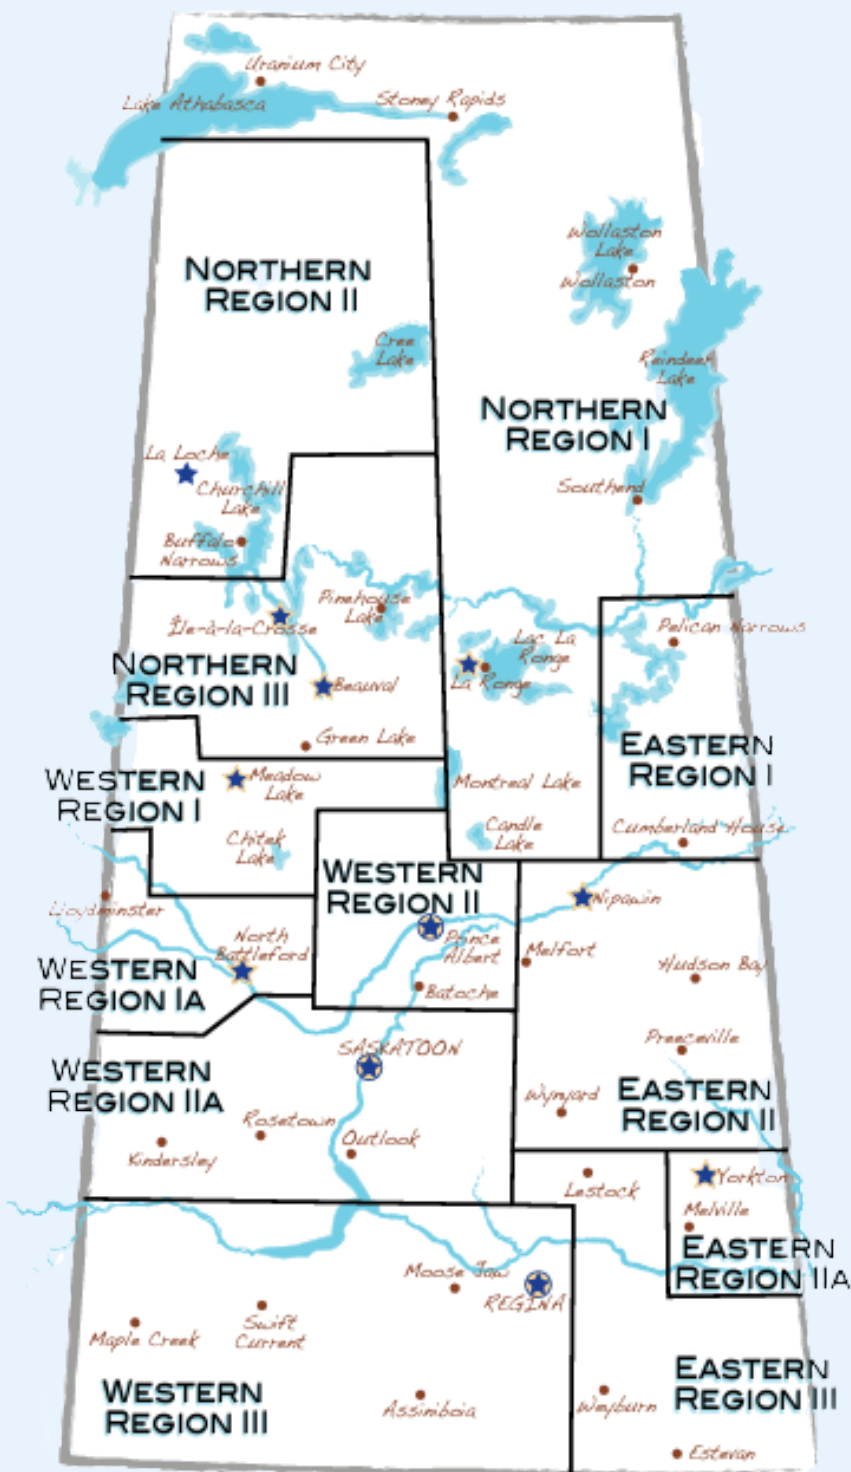 Uranium City
Lake Athabasca
Stoney Rapids
Wollaston
Lake
Wollaston
NORTHERN
REGION II
Cree
Lake
Reindeer
Lake
NORTHERN
REGION I
La Loche
Churchill
Lake
Southend
Buffalo
Narrows
Pinehouse
Lake
Île-à-la-Crosse
Pelican Narrows
Lac La
Ronge
La Ronge
NORTHERN
REGION III
Beauval
Green Lake
EASTERN
REGION I
WESTERN
REGION I
Meadow
Lake
Montreal Lake
Chitek
Lake
Candle
Lake
Cumberland House
WESTERN
REGION II
Nipawin
Lloydminster
North
Battleford
Prince
Albert
Melfort
Hudson Bay
WESTERN
REGION IA
Batoche
SASKATOON
Preeceville
WESTERN
REGION IIA
Wynyard
EASTERN
REGION II
Rosetown
Outlook
Kindersley
Lestock
Yorkton
Melville
EASTERN
REGION IIA
Moose Jaw
REGINA
Maple Creek
Swift
Current
WESTERN
REGION III
Assiniboia
Weyburn
EASTERN
REGION III
Estevan